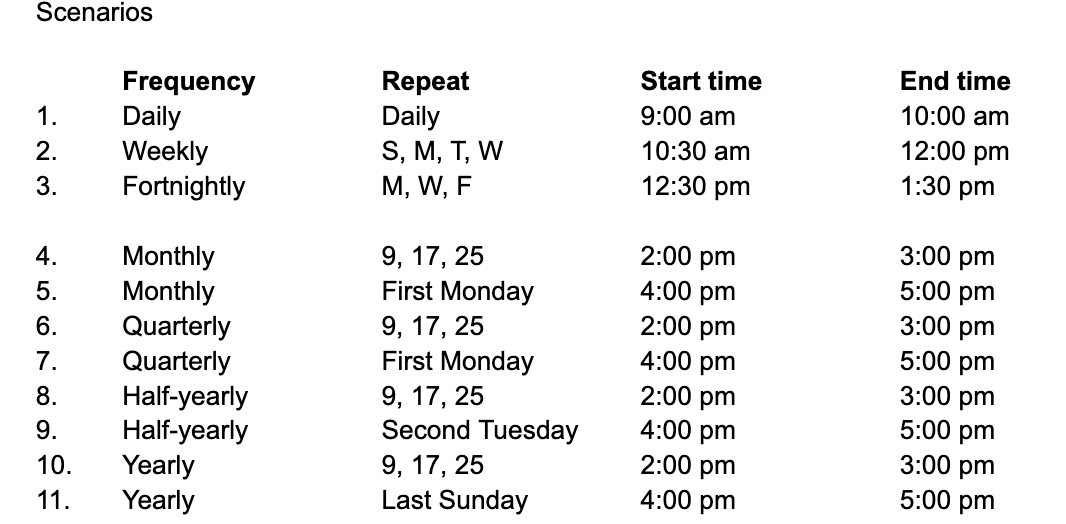 Scenarios
Frequency Repeat Start time End time
1. Daily Daily 9:00 am 10:00 am
2. Weekly S, M, T, W 10:30 am 12:00 pm
3. Fortnightly M, W, F 12:30 pm 1:30 pm
4. Monthly 9, 17, 25 2:00 pm 3:00 pm
5. Monthly First Monday 4:00 pm 5:00 pm
6. Quarterly 9, 17, 25 2:00 pm 3:00 pm
7. Quarterly First Monday 4:00 pm 5:00 pm
8. Half-yearly 9, 17, 25 2:00 pm 3:00 pm
9. Half-yearly Second Tuesday 4:00 pm 5:00 pm
10. Yearly 9, 17, 25 2:00 pm 3:00 pm
11. Yearly Last Sunday 4:00 pm 5:00 pm